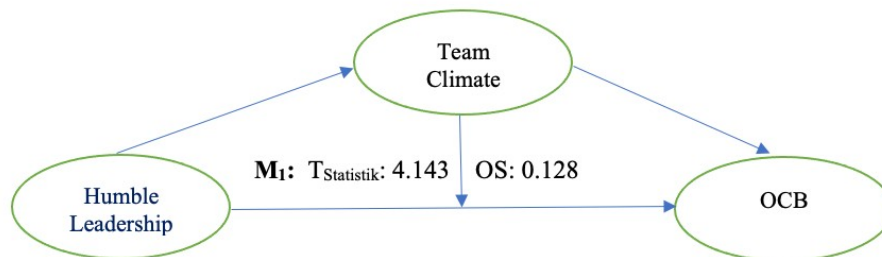 Team
Climate
M1: TStatistik: 4.143 OS: 0.128
Humble
Leadership
OCB